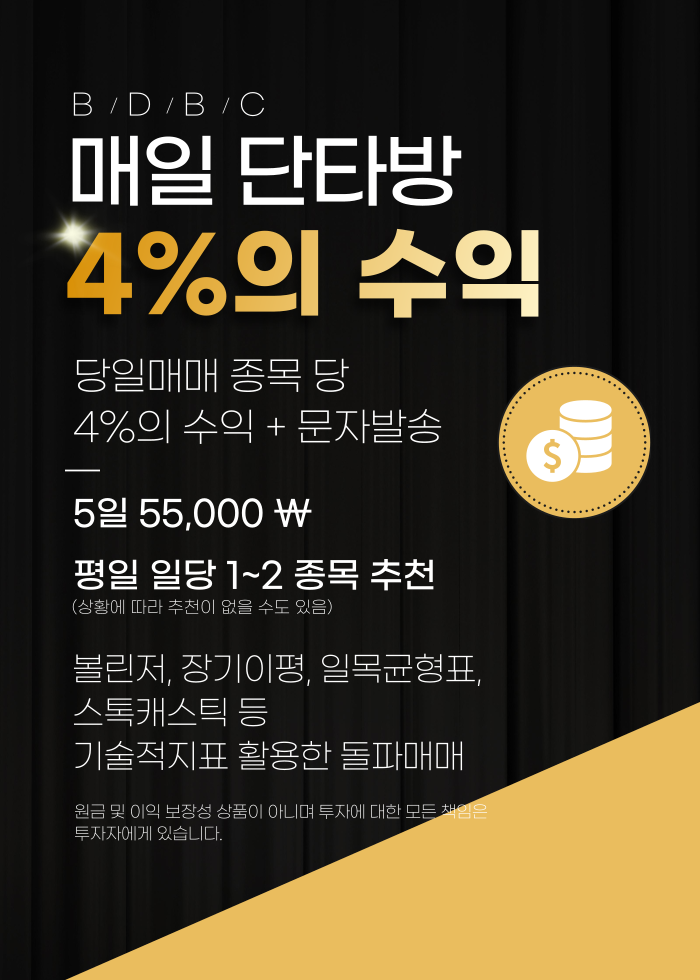 B / D / B / C
매일 단타방
4%의 수익
당일매매 종목 당
4%의 수익 + 문자발송
5일 55,000 ₩
평일 일당 1~2 종목 추천
(상황에 따라 추천이 없을 수도 있음)
볼린저, 장기이평, 일목균형표,
스톡캐스틱 등
기술적지표 활용한 돌파매매
원금 및 이익 보장성 상품이 아니며 투자에 대한 모든 책임은
투자자에게 있습니다.
$